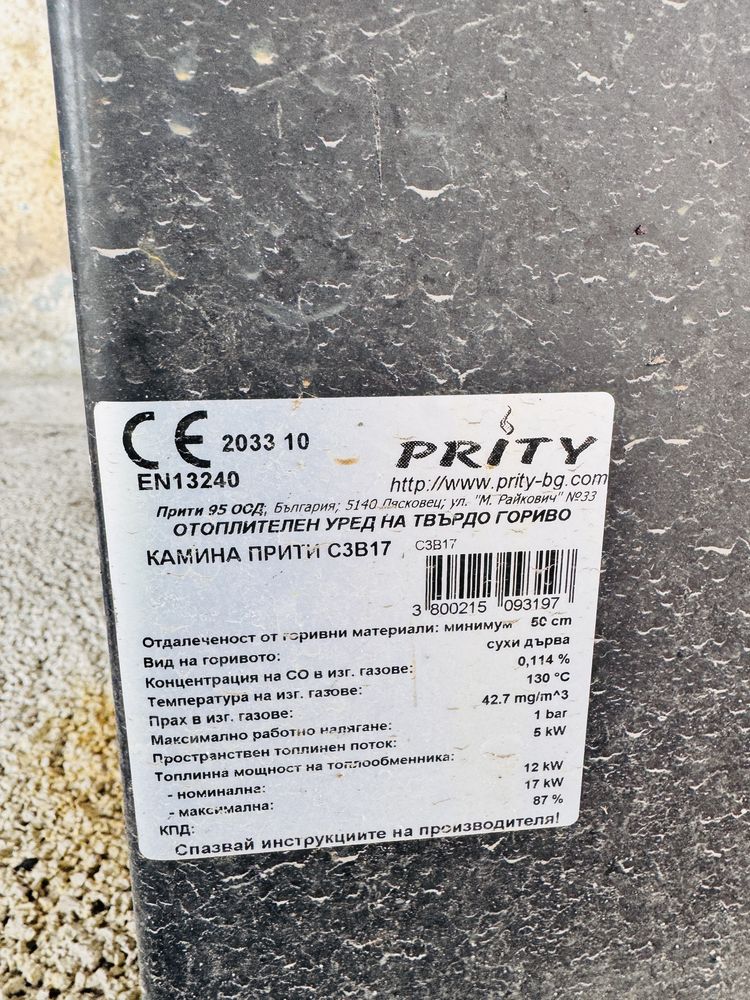 CE 2033 10
PRITY
EN13240
http://www.prity-bg.com
Прити 95 ООД, България; 5140 Лясковец; ул. "М. Райкович" №33
ОТОПЛИТЕЛЕН УРЕД НА ТВЪРДО ГОРИВО
КАМИНА ПРИТИ С3В17
С3В17
3 800215 093197
Отдалеченост от горивни материали: минимум 50 cm
Вид на горивото: сухи дърва
Концентрация на CO в изг. газове: 0,114 %
Температура на изг. газове: 130 °C
Прах в изг. газове: 42.7 mg/m^3
Максимално работно налягане: 1 bar
Пространствен топлинен поток: 5 kW
Топлинна мощност на топлообменника:
- номинална: 12 kW
- максимална: 17 kW
КПД: 87 %
Спазвай инструкциите на производителя!